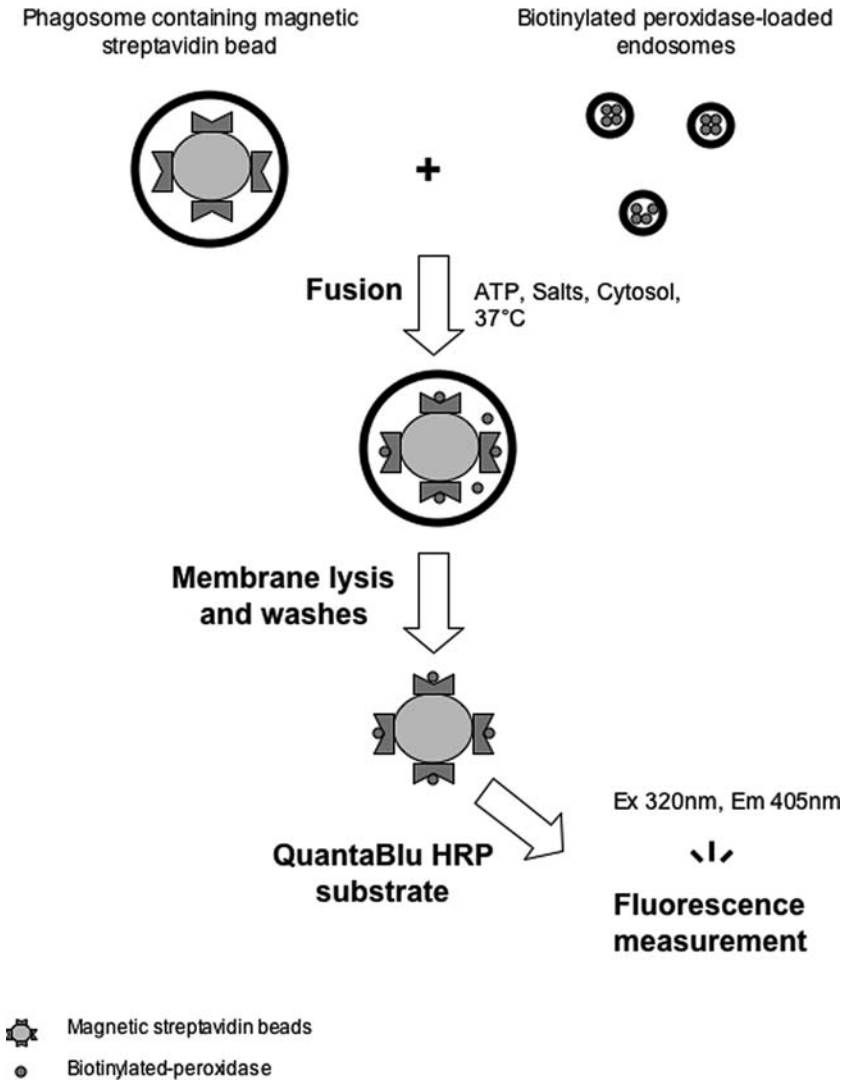 Phagosome containing magnetic
streptavidin bead
Biotinylated peroxidase-loaded
endosomes
+
Fusion
ATP, Salts, Cytosol,
37°C
Membrane lysis
and washes
QuantaBlu HRP
substrate
Ex 320nm, Em 405nm
Fluorescence
measurement
Magnetic streptavidin beads
Biotinylated-peroxidase